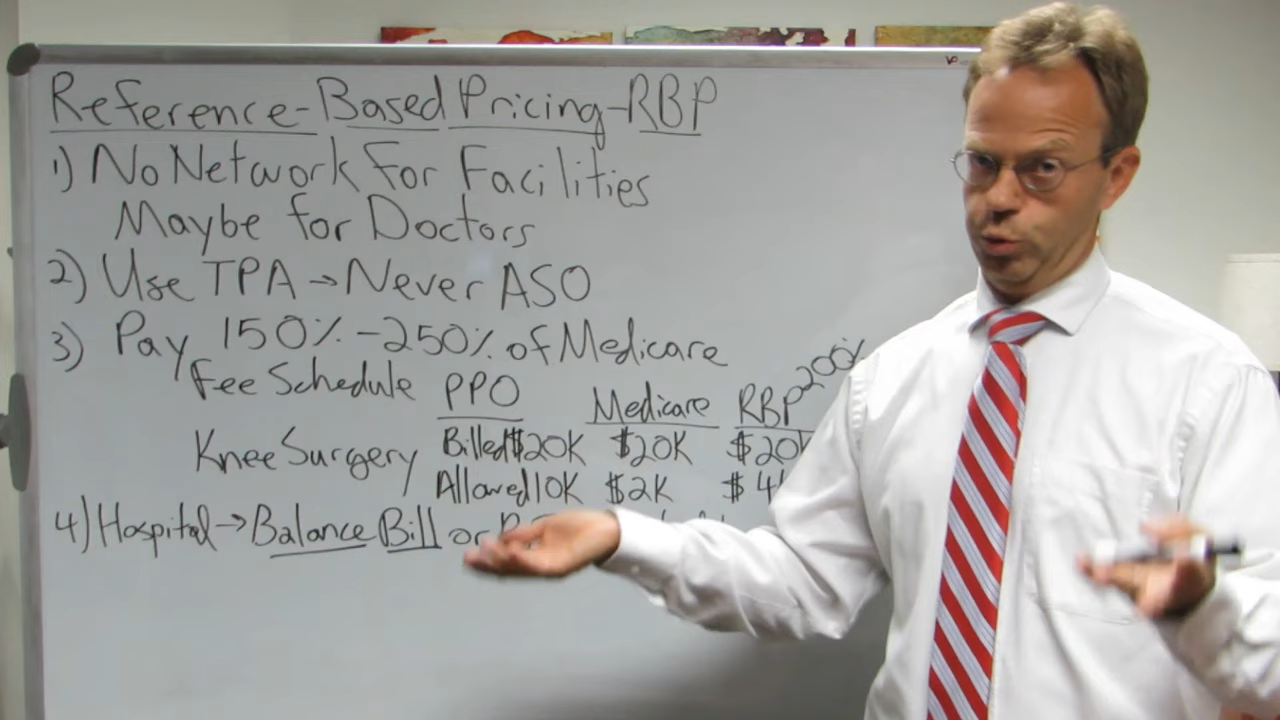 Reference-Based Pricing-RBP
1) No Network for Facilities
Maybe for Doctors
2) Use TPA → Never ASO
3) Pay 150% - 250% of Medicare
Fee Schedule PPO Medicare RBP 200%
Knee Surgery Billed $20K $20K $20K
Allowed 10K $2K $4
4) Hospital → Balance Bill or